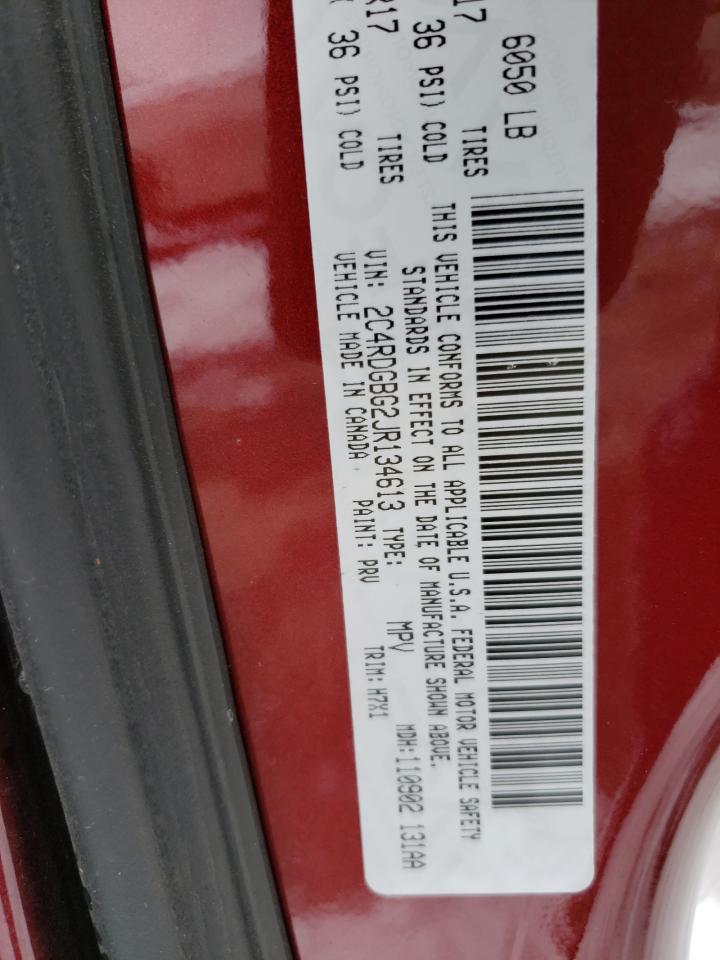 6050 LB
17 TIRES
36 PSI) COLD
R17 TIRES
36 PSI) COLD
THIS VEHICLE CONFORMS TO ALL APPLICABLE U.S.A. FEDERAL MOTOR VEHICLE SAFETY
STANDARDS IN EFFECT ON THE DATE OF MANUFACTURE SHOWN ABOVE.
VIN: 2C4RDGBG2JR134613 TYPE: MPV MDH:110902 131AA
VEHICLE MADE IN CANADA PAINT: PRV TRIM: H7X1